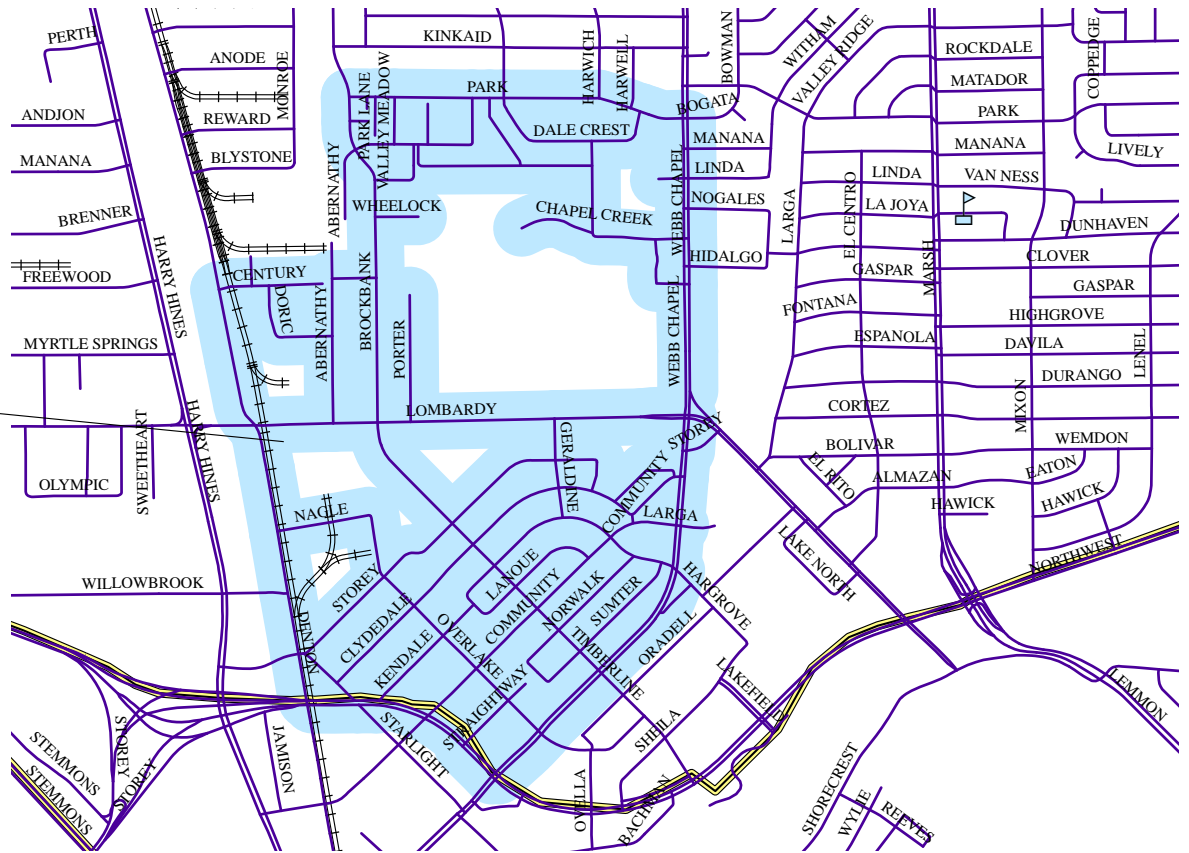 PERTH
KINKAID
HARWICH
HARWELL
BOWMAN
WITHAM
VALLEY RIDGE
ROCKDALE
COPPEDGE
ANODE
MONROE
MATADOR
PARK LANE
VALLEY MEADOW
PARK
BOGATA
PARK
ANDJON
REWARD
DALE CREST
MANANA
MANANA
LIVELY
MANANA
BLYSTONE
LINDA
LINDA
VAN NESS
ABERNATHY
WEBB CHAPEL
WHEELOCK
CHAPEL CREEK
NOGALES
LARGA
EL CENTRO
LA JOYA
BRENNER
DUNHAVEN
HARRY HINES
HIDALGO
MARSH
CLOVER
FREEWOOD
CENTURY
BROCKBANK
GASPAR
GASPAR
DORIC
ABERNATHY
WEBB CHAPEL
FONTANA
HIGHGROVE
MYRTLE SPRINGS
PORTER
ESPANOLA
DAVILA
LENEL
DURANGO
LOMBARDY
CORTEZ
MIXON
HARRY HINES
SWEETHEART
GERALDINE
STOREY
BOLIVAR
WEMDON
OLYMPIC
COMMUNITY
EL RITO
ALMAZAN
EATON
HAWICK
HAWICK
NAGLE
LARGA
LAKE NORTH
NORTHWEST
WILLOWBROOK
STOREY
LANOUE
COMMUNITY
NORWALK
SUMTER
HARGROVE
DENTON
CLYDEDALE
KENDALE
OVERLAKE
TIMBERLINE
ORADELL
STRAIGHTWAY
LAKEFIELD
LEMMON
STARLIGHT
SHEILA
STEMMONS
STOREY
JAMISON
STEMMONS
STOREY
OVELLA
BACHMAN
SHORECREST
WYLIE
REEVES